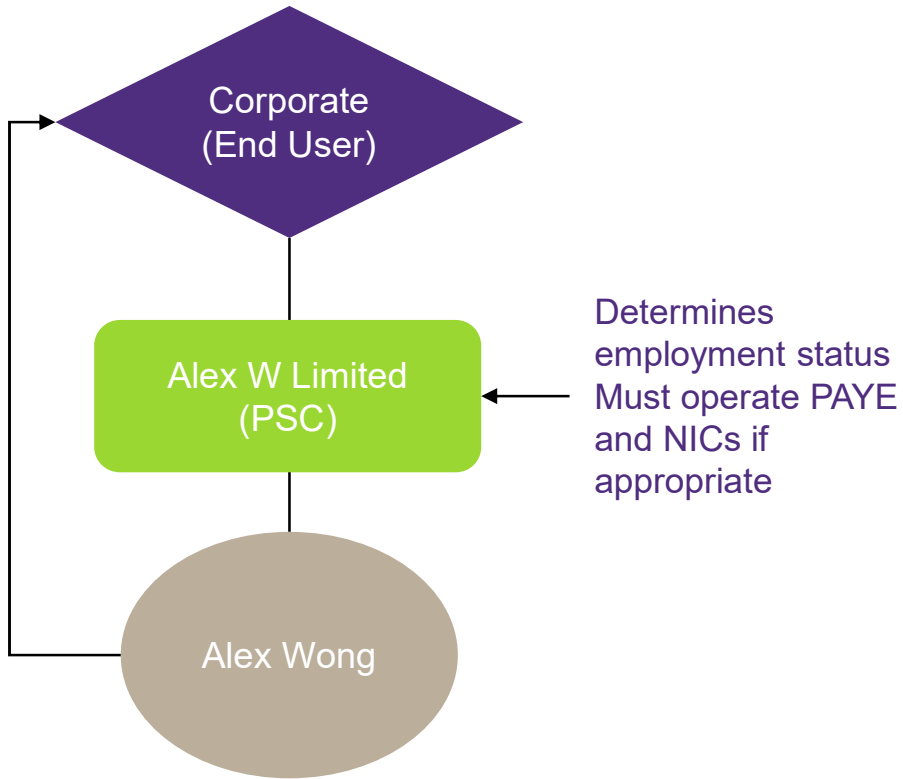 Corporate
(End User)
Alex W Limited
(PSC)
Determines
employment status
Must operate PAYE
and NICs if
appropriate
Alex Wong